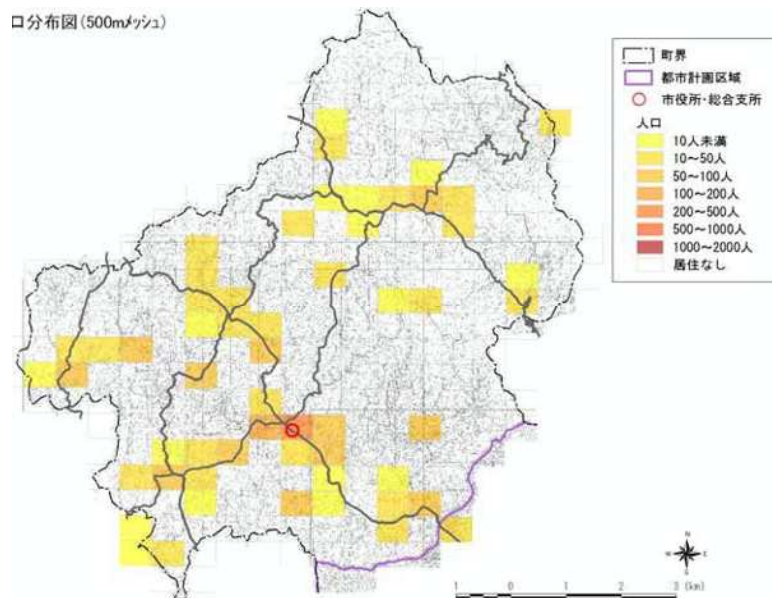 口分布図(500mメッシュ)
町界
都市計画区域
市役所・総合支所
人口
10人未満
10～50人
50～100人
100～200人
200～500人
500～1000人
1000～2000人
居住なし
N
W E
S
1 0 1 2 3 (km)